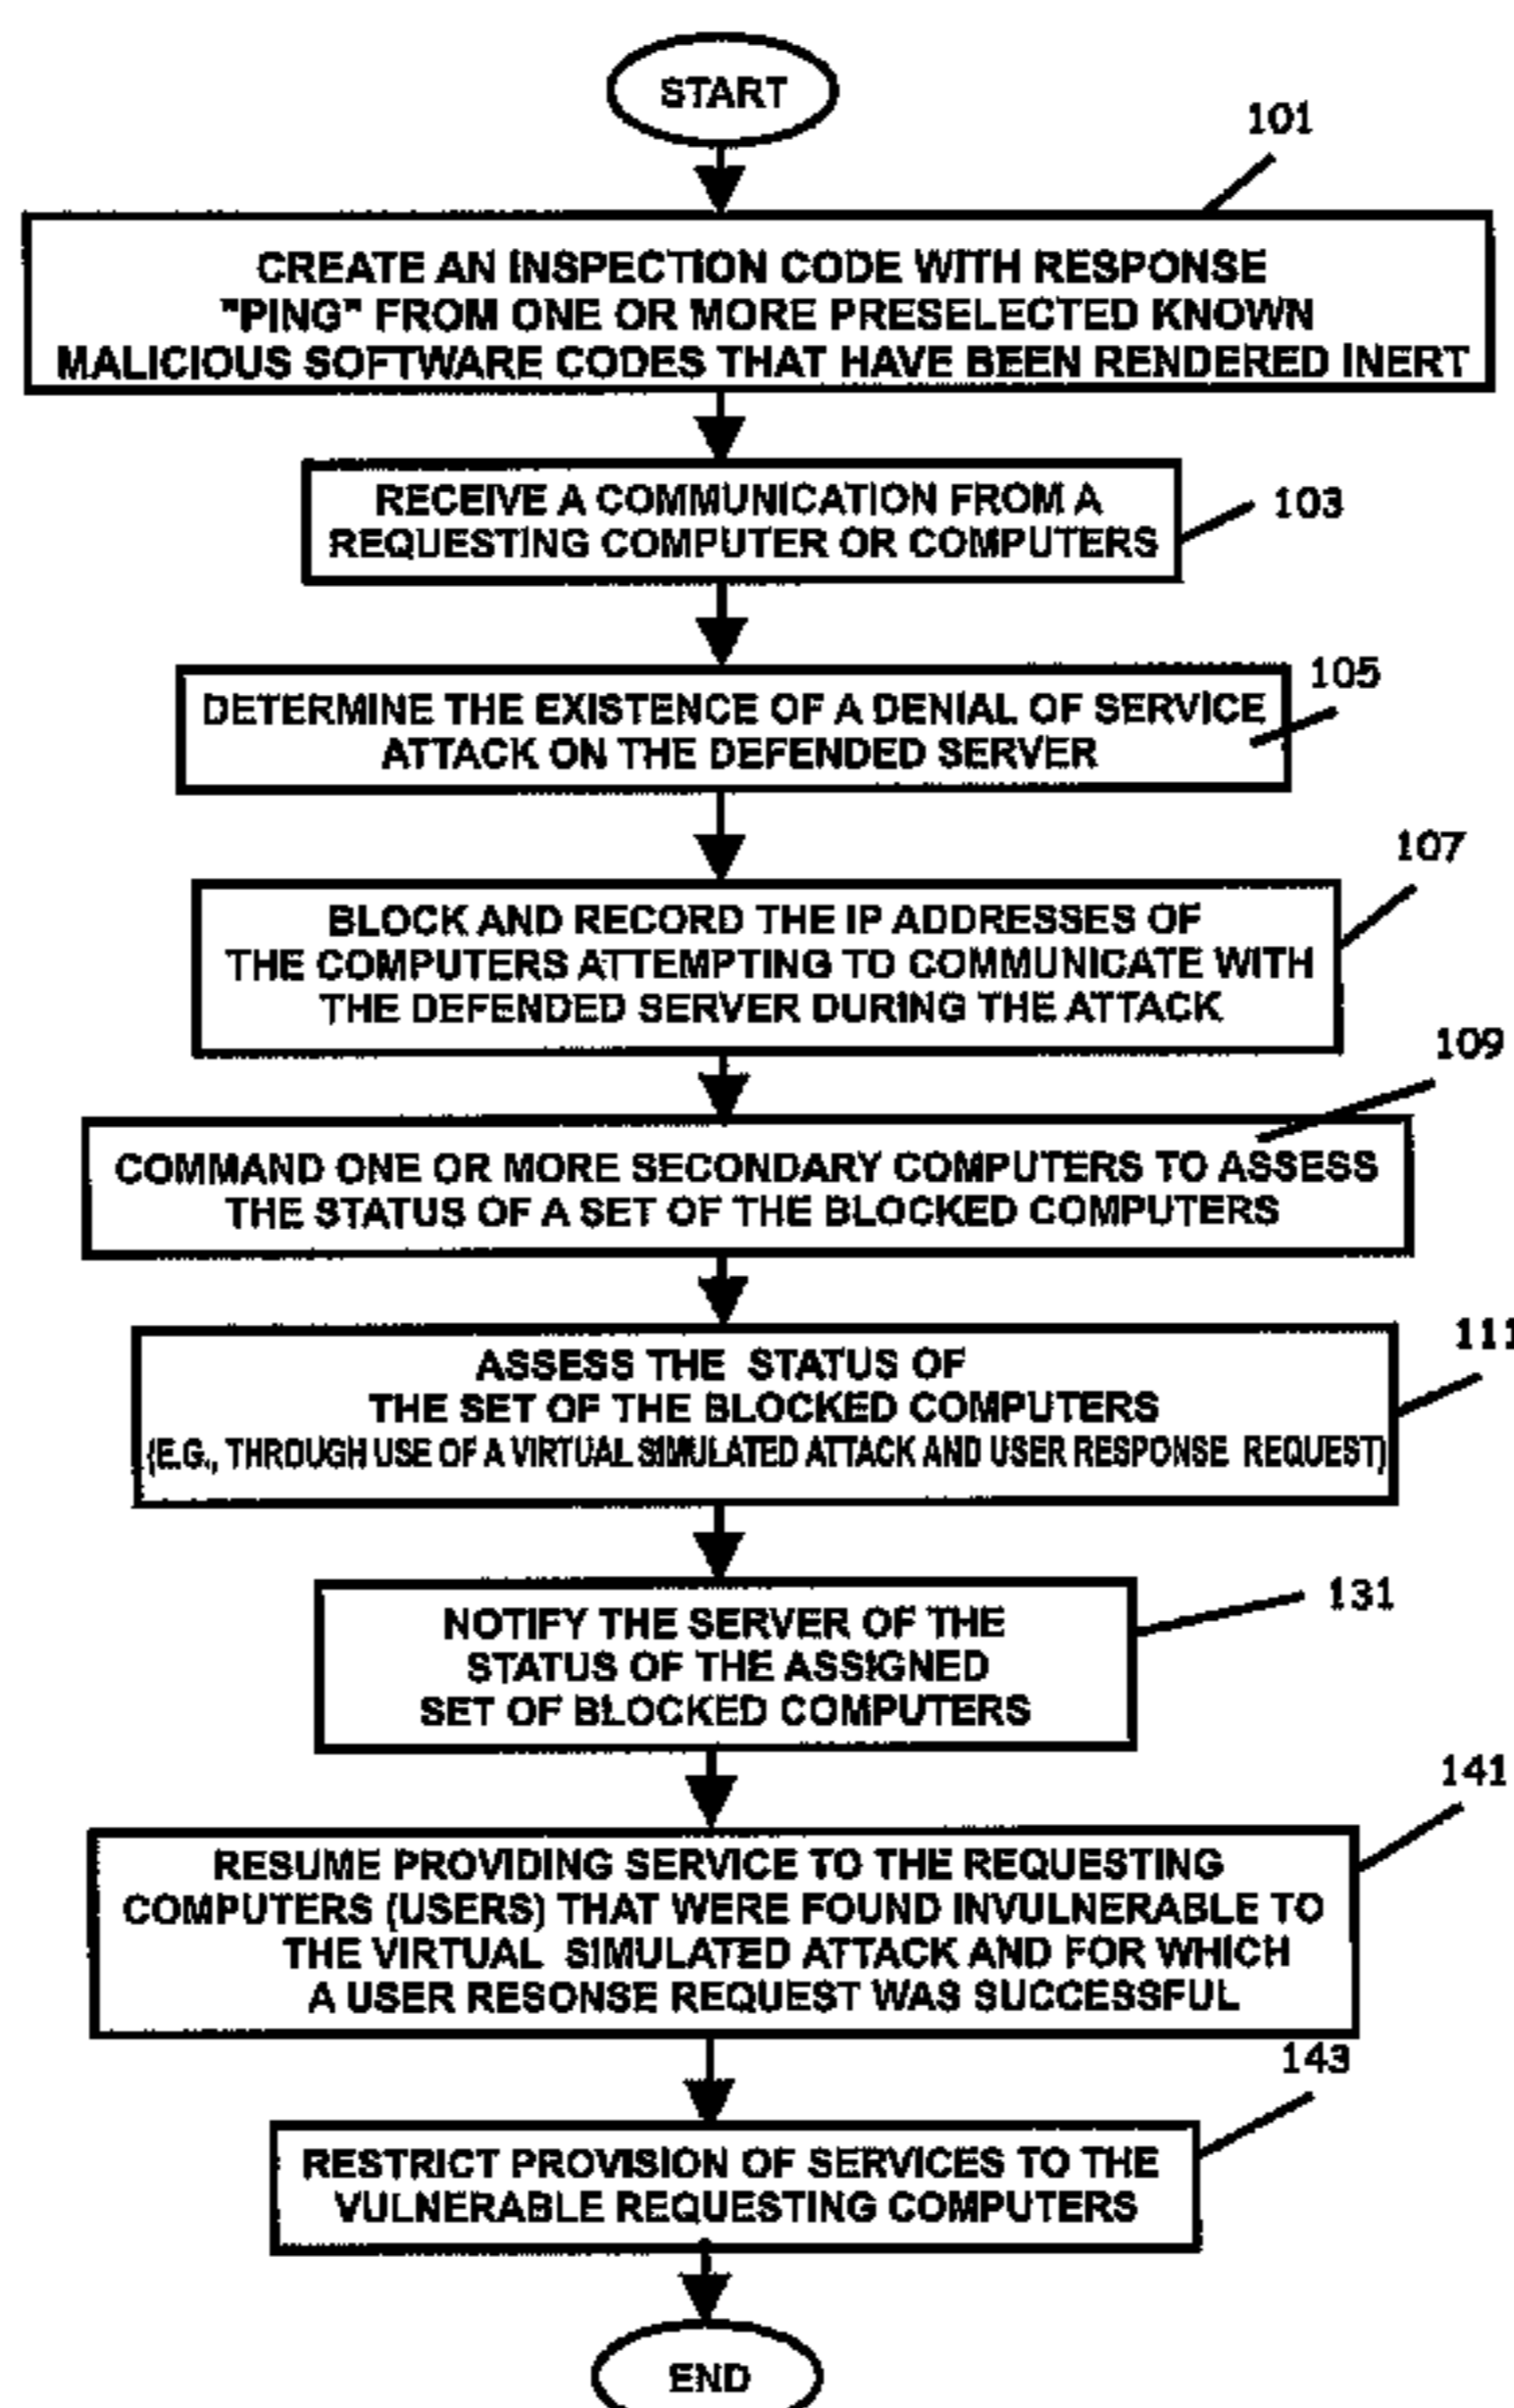 START
101
CREATE AN INSPECTION CODE WITH RESPONSE
"PING" FROM ONE OR MORE PRESELECTED KNOWN
MALICIOUS SOFTWARE CODES THAT HAVE BEEN RENDERED INERT
RECEIVE A COMMUNICATION FROM A
REQUESTING COMPUTER OR COMPUTERS
103
105
DETERMINE THE EXISTENCE OF A DENIAL OF SERVICE
ATTACK ON THE DEFENDED SERVER
107
BLOCK AND RECORD THE IP ADDRESSES OF
THE COMPUTERS ATTEMPTING TO COMMUNICATE WITH
THE DEFENDED SERVER DURING THE ATTACK
109
COMMAND ONE OR MORE SECONDARY COMPUTERS TO ASSESS
THE STATUS OF A SET OF THE BLOCKED COMPUTERS
111
ASSESS THE STATUS OF
THE SET OF THE BLOCKED COMPUTERS
(E.G., THROUGH USE OF A VIRTUAL SIMULATED ATTACK AND USER RESPONSE REQUEST)
131
NOTIFY THE SERVER OF THE
STATUS OF THE ASSIGNED
SET OF BLOCKED COMPUTERS
141
RESUME PROVIDING SERVICE TO THE REQUESTING
COMPUTERS (USERS) THAT WERE FOUND INVULNERABLE TO
THE VIRTUAL SIMULATED ATTACK AND FOR WHICH
A USER RESONSE REQUEST WAS SUCCESSFUL
143
RESTRICT PROVISION OF SERVICES TO THE
VULNERABLE REQUESTING COMPUTERS
END